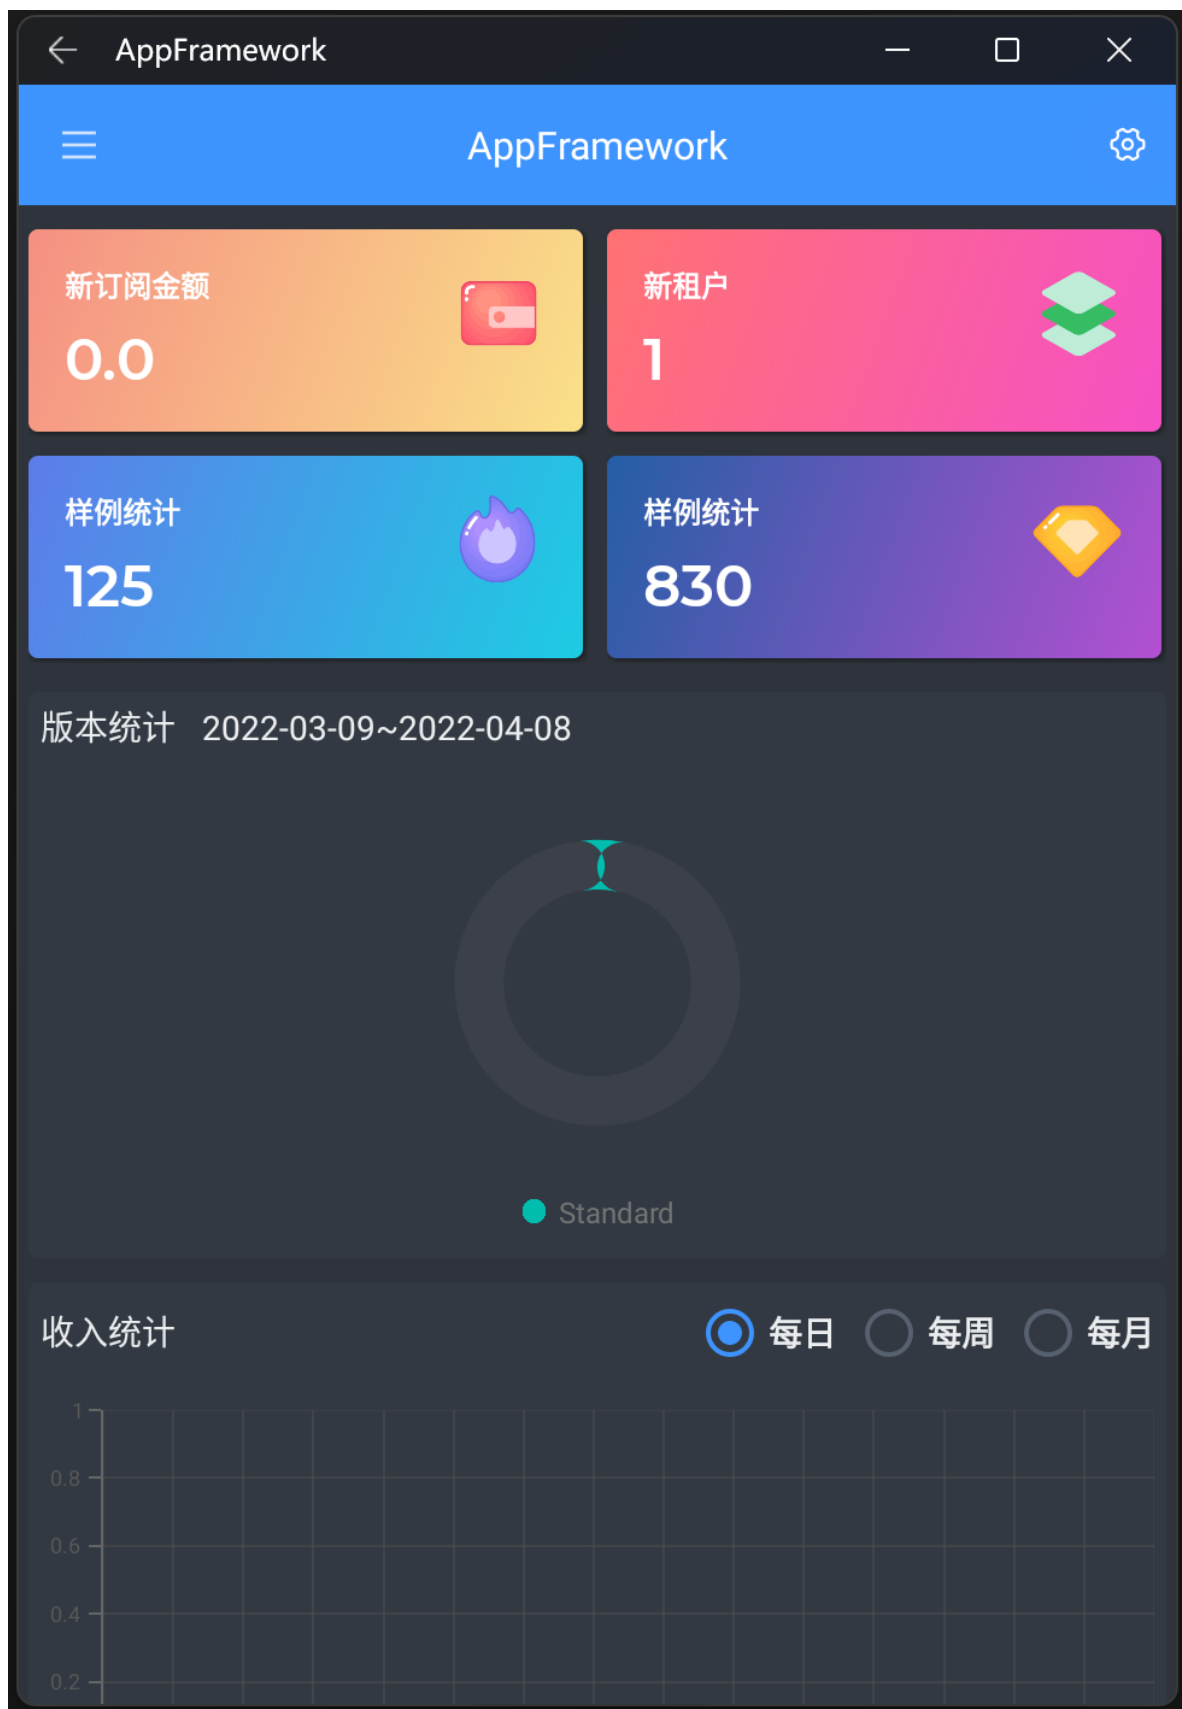 AppFramework
AppFramework
新订阅金额
0.0
新租户
1
样例统计
125
样例统计
830
版本统计 2022-03-09~2022-04-08
Standard
收入统计 每日 每周 每月
1
0.8
0.6
0.4
0.2